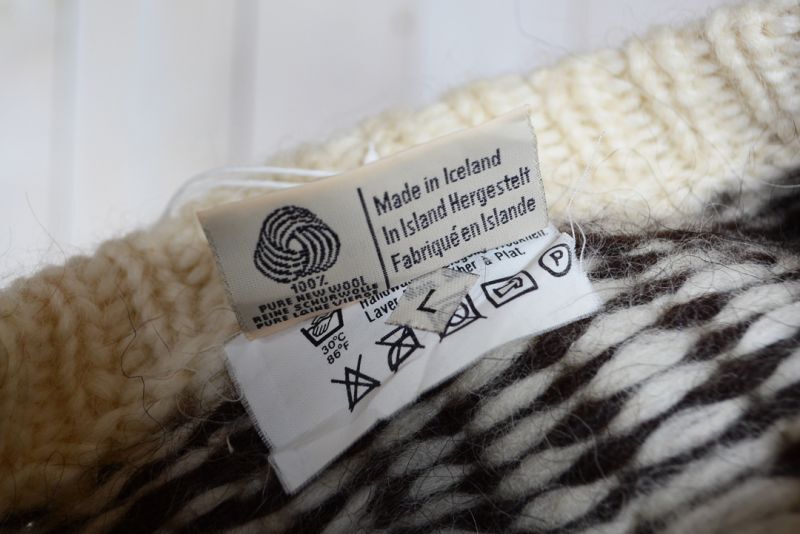 Made in Iceland
In Island Hergestellt
Fabriqué en Islande
100%
PURE NEW WOOL
REINE SCHURWOLLE
PURE LAINE VIERGE
à Plat.
30°C
86°F
L
P